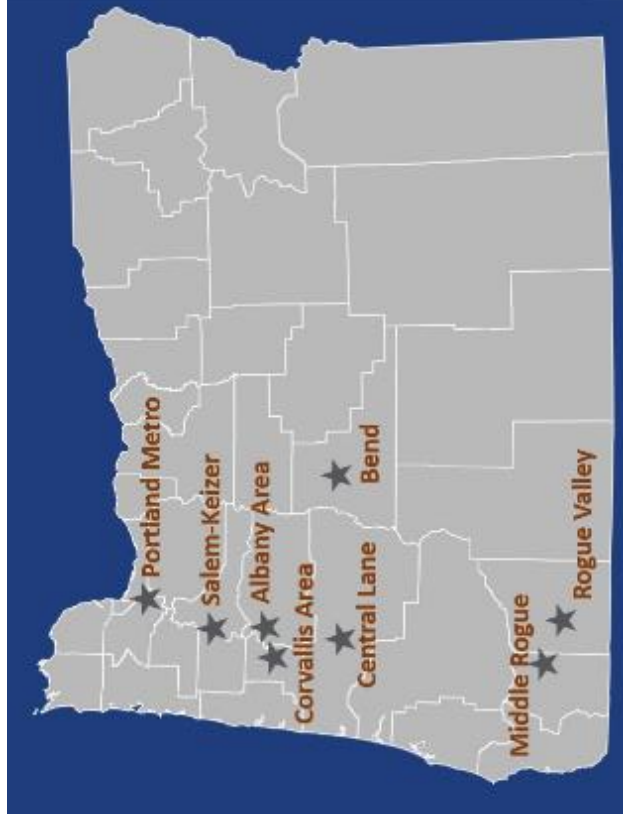 Portland Metro
Salem-Keizer
Albany Area
Corvallis Area
Central Lane
Bend
Middle Rogue
Rogue Valley